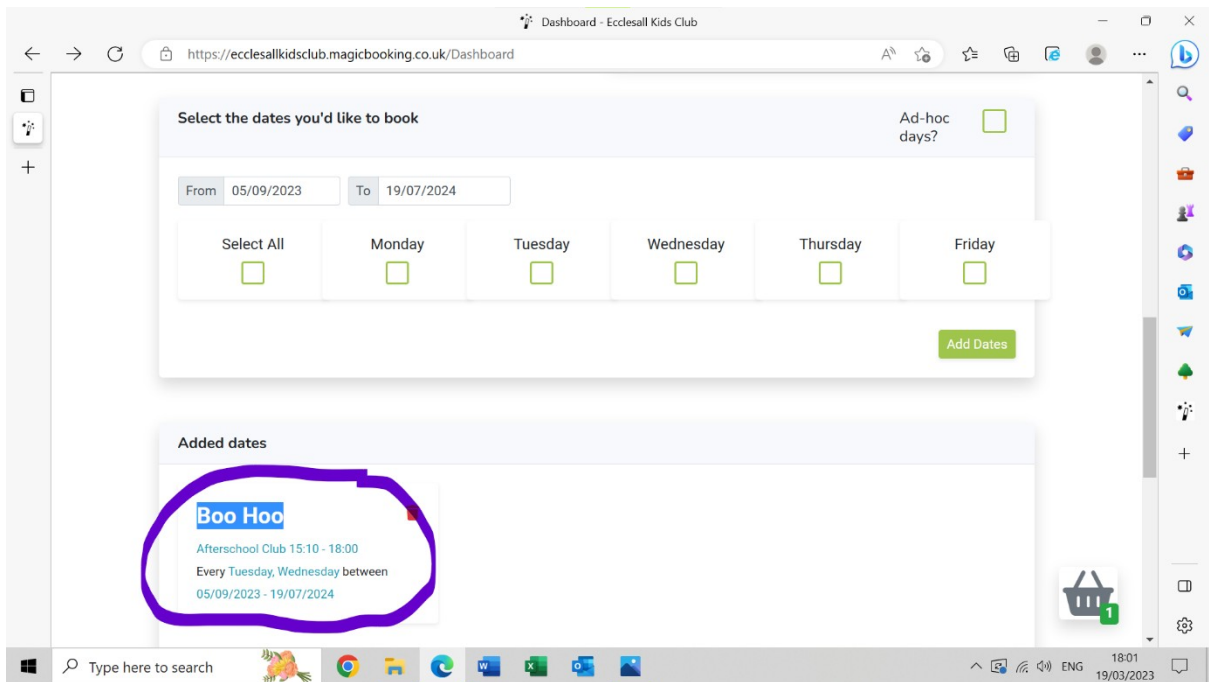 Dashboard - Ecclesall Kids Club
https://ecclesallkidsclub.magicbooking.co.uk/Dashboard
Select the dates you'd like to book
Ad-hoc
days?
From 05/09/2023 To 19/07/2024
Select All Monday Tuesday Wednesday Thursday Friday
Add Dates
Added dates
Boo Hoo
Afterschool Club 15:10 - 18:00
Every Tuesday, Wednesday between
05/09/2023 - 19/07/2024
1
Type here to search
ENG
18:01
19/03/2023